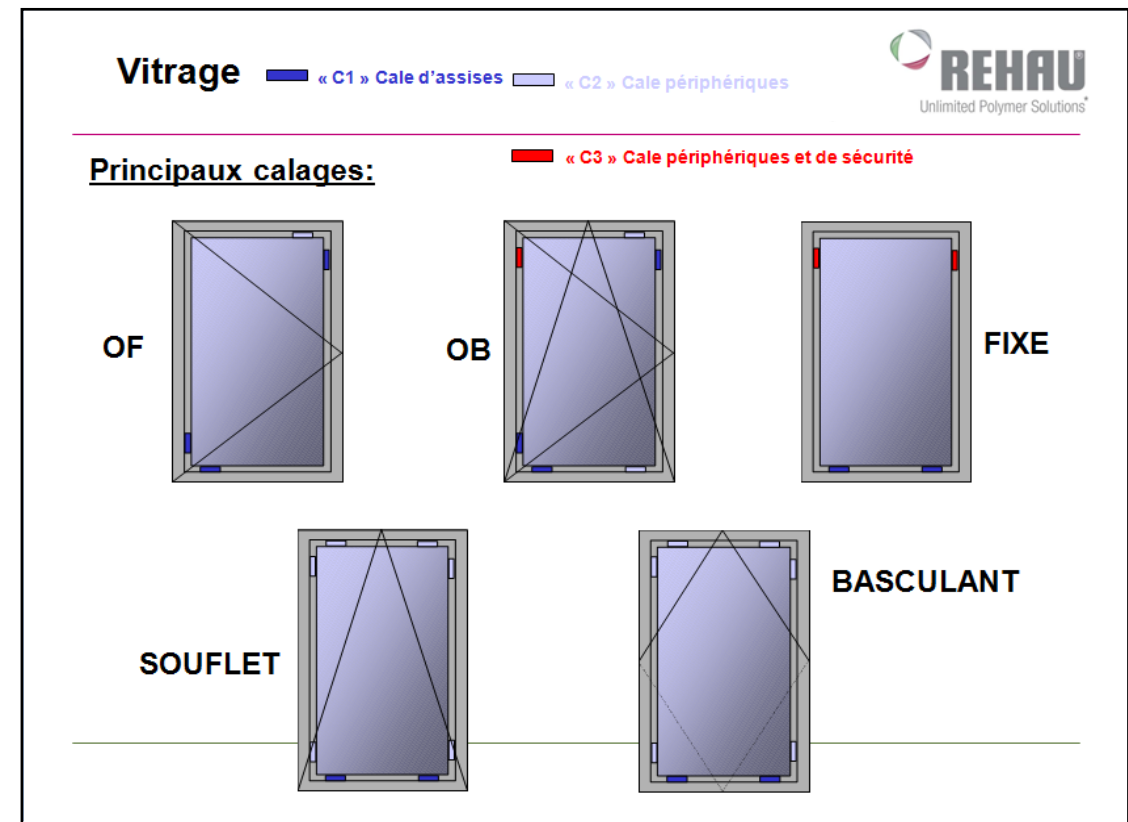 Vitrage
« C1 » Cale d'assises
« C2 » Cale périphériques
REHAU®
Unlimited Polymer Solutions*
Principaux calages:
« C3 » Cale périphériques et de sécurité
OF
OB
FIXE
SOUFLET
BASCULANT